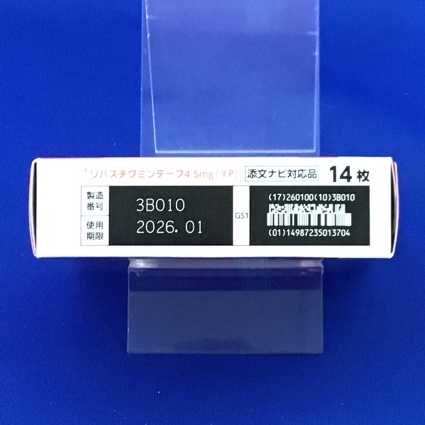 リバスチグミンテープ4.5mg「YP」 添文ナビ対応品 14枚
製造番号 3B010
使用期限 2026.01
GS1
(17)260100(10)3B010
(01)14987235013704